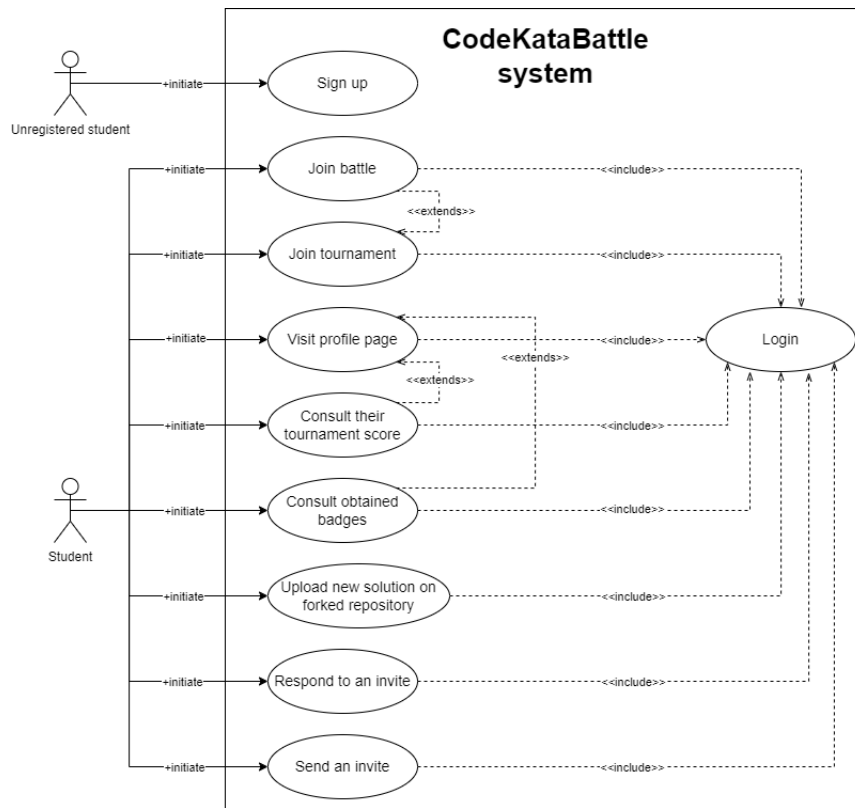 CodeKataBattle
system
+initiate
Sign up
Unregistered student
+initiate
Join battle
<<include>>
<<extends>>
+initiate
Join tournament
<<include>>
+initiate
Visit profile page
<<include>>
Login
<<extends>>
<<extends>>
+initiate
Consult their
tournament score
<<include>>
+initiate
Consult obtained
badges
<<include>>
Student
+initiate
Upload new solution on
forked repository
<<include>>
+initiate
Respond to an invite
<<include>>
+initiate
Send an invite
<<include>>